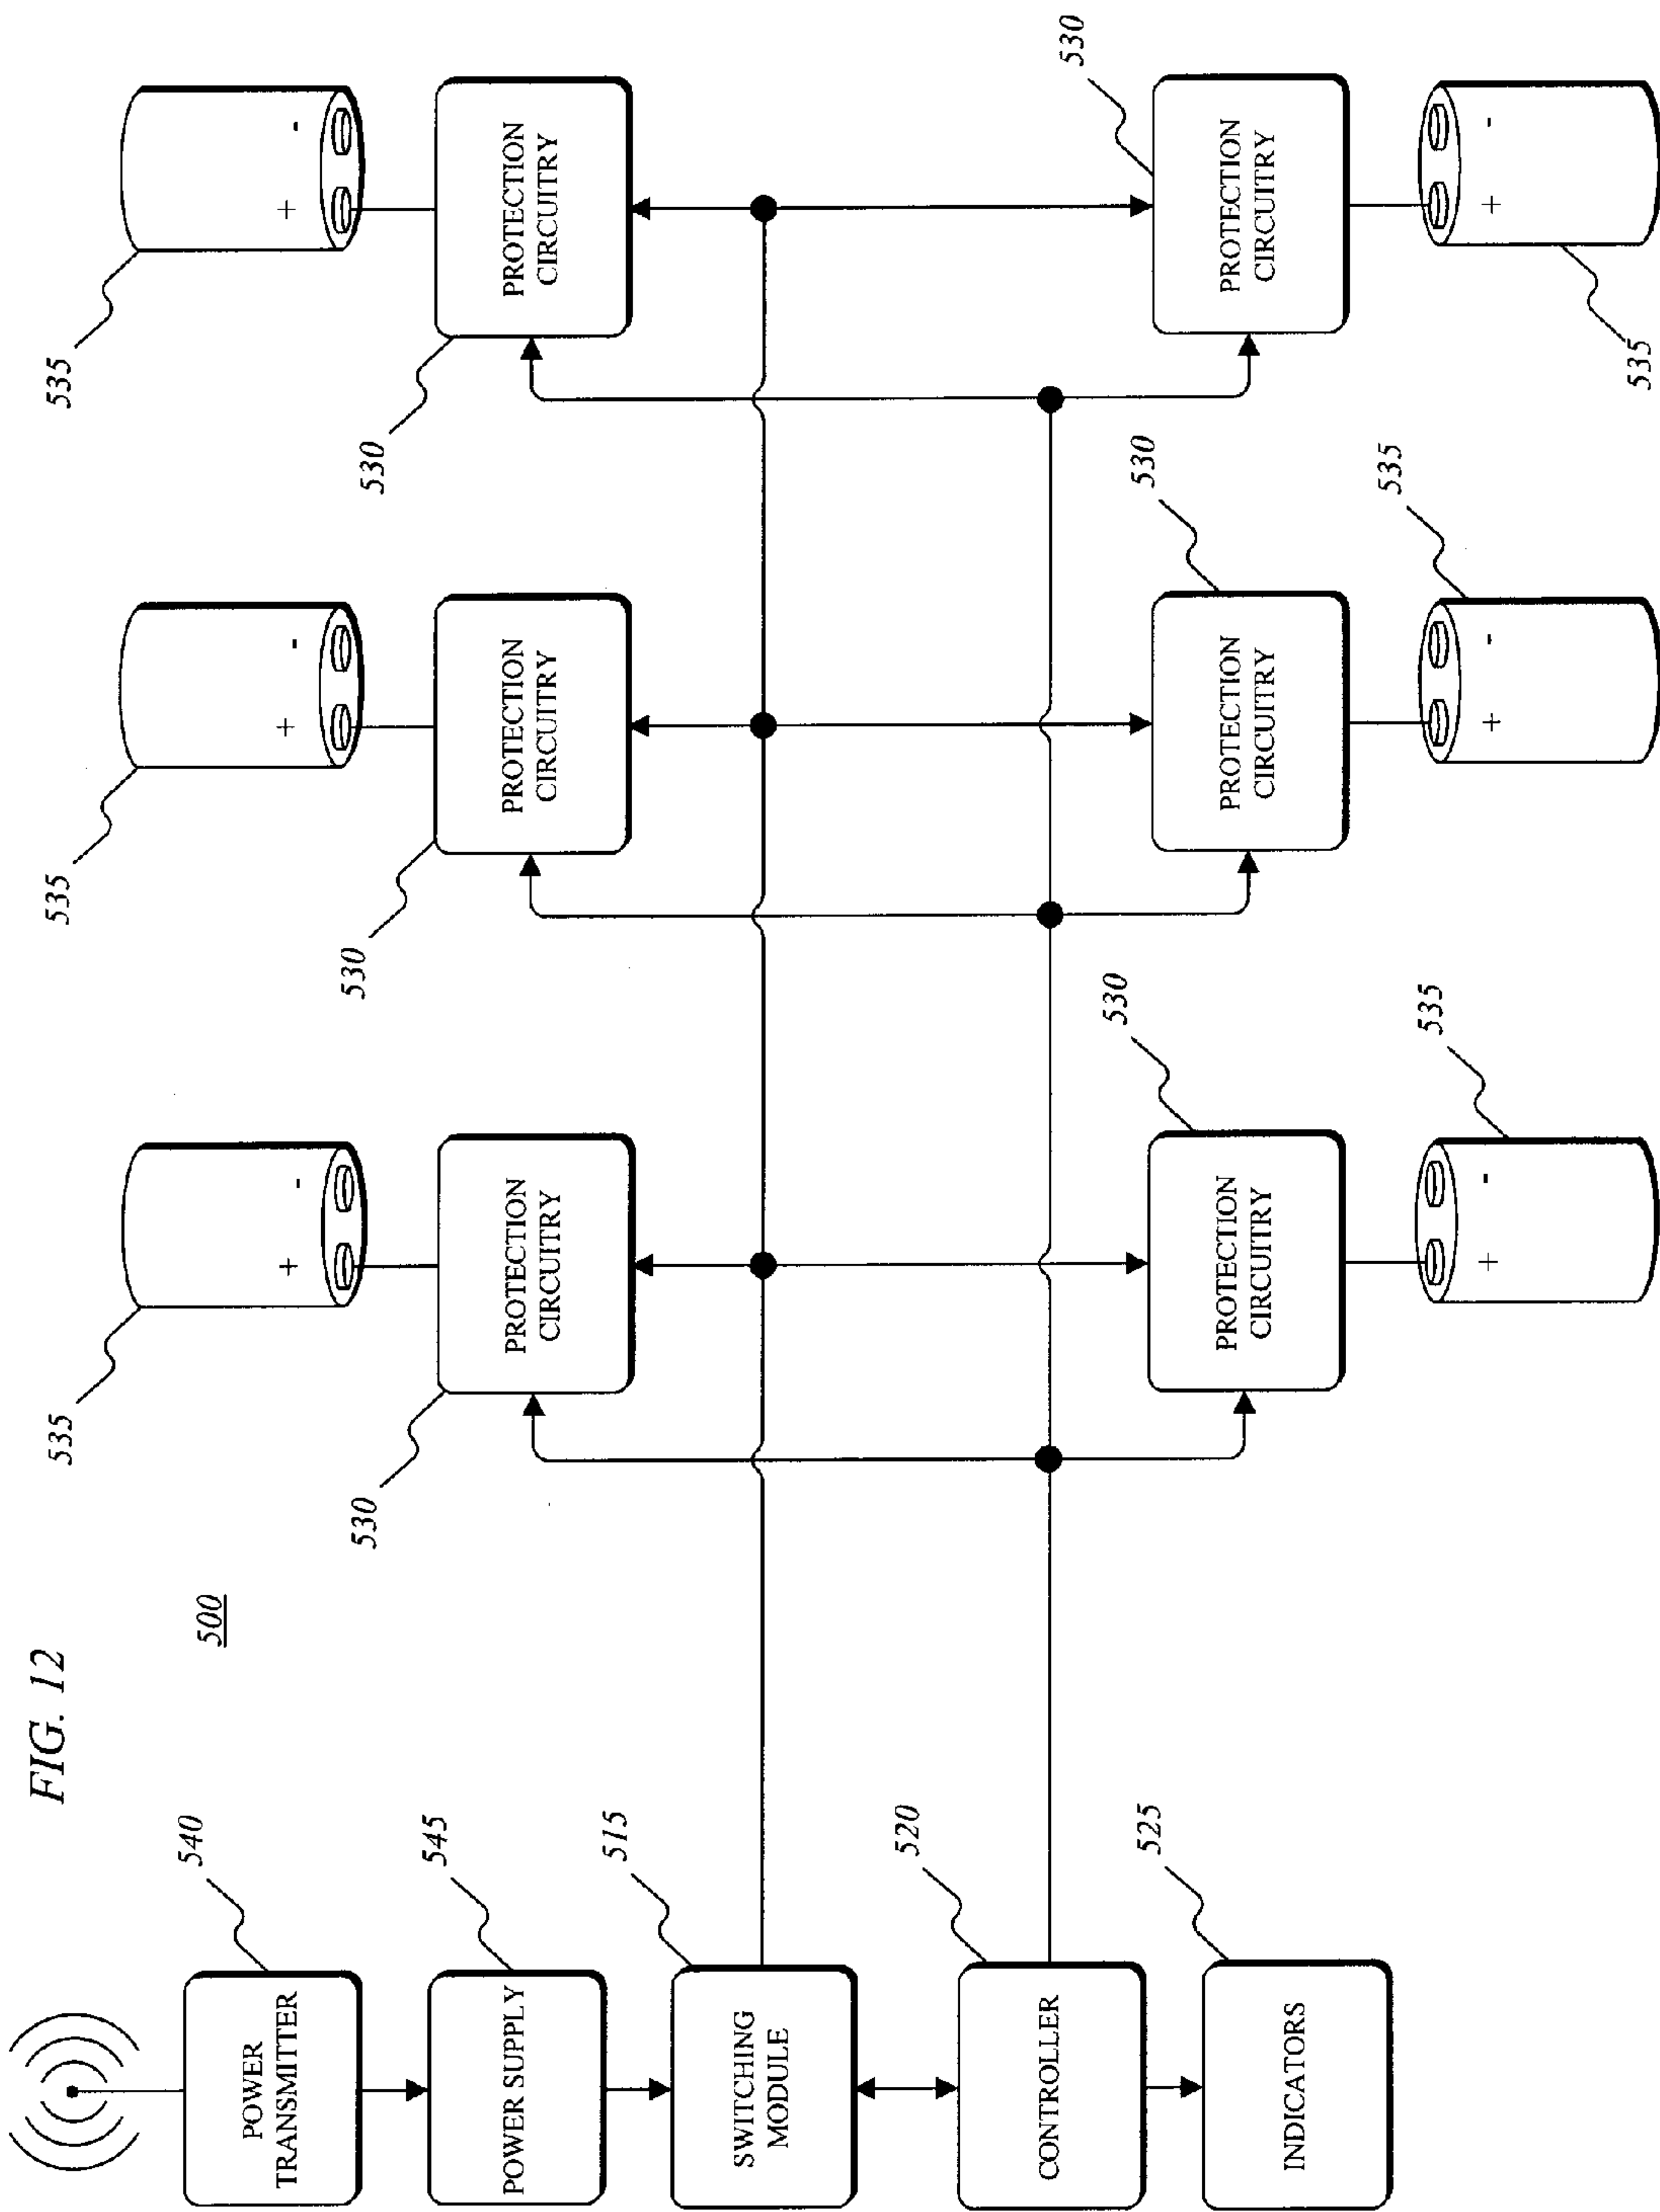 FIG. 12
500
540
POWER
TRANSMITTER
545
POWER SUPPLY
515
SWITCHING
MODULE
520
CONTROLLER
525
INDICATORS
535
+ -
530
PROTECTION
CIRCUITRY
535
+ -
530
PROTECTION
CIRCUITRY
535
+ -
530
PROTECTION
CIRCUITRY
530
PROTECTION
CIRCUITRY
535
+ -
530
PROTECTION
CIRCUITRY
535
+ -
530
PROTECTION
CIRCUITRY
535
+ -